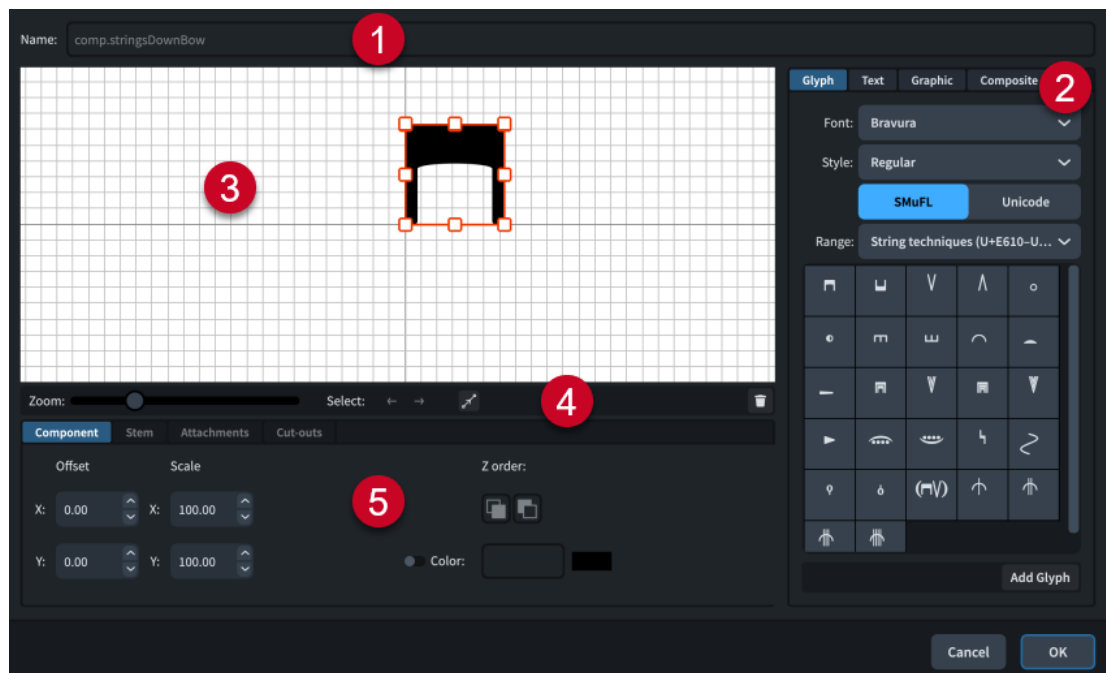 Name: comp.stringsDownBow
1
Glyph Text Graphic Composite
2
Font: Bravura
Style: Regular
SMuFL Unicode
Range: String techniques (U+E610–U...
3
Zoom: Select: ← →
4
Component Stem Attachments Cut-outs
Offset Scale Z order:
X: 0.00 X: 100.00
5
Y: 0.00 Y: 100.00 Color:
Add Glyph
Cancel OK